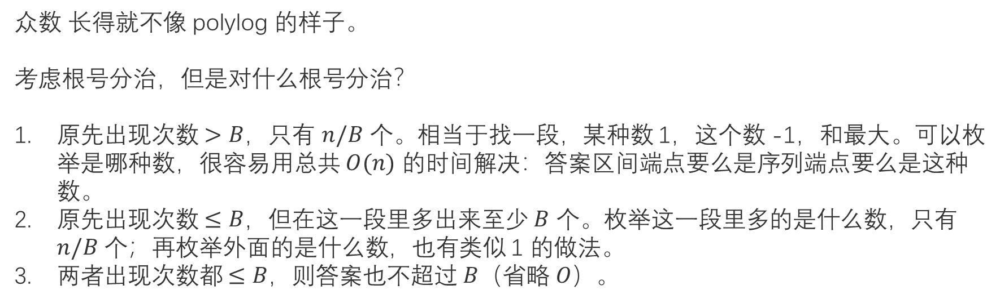 众数 长得就不像 polylog 的样子。
考虑根号分治，但是对什么根号分治？
1. 原先出现次数 > B，只有 n/B 个。相当于找一段，某种数 1，这个数 -1，和最大。可以枚
举是哪种数，很容易用总共 O(n) 的时间解决：答案区间端点要么是序列端点要么是这种
数。
2. 原先出现次数 ≤ B，但在这一段里多出来至少 B 个。枚举这一段里多的是什么数，只有
n/B 个；再枚举外面的是什么数，也有类似 1 的做法。
3. 两者出现次数都 ≤ B，则答案也不超过 B（省略 O）。